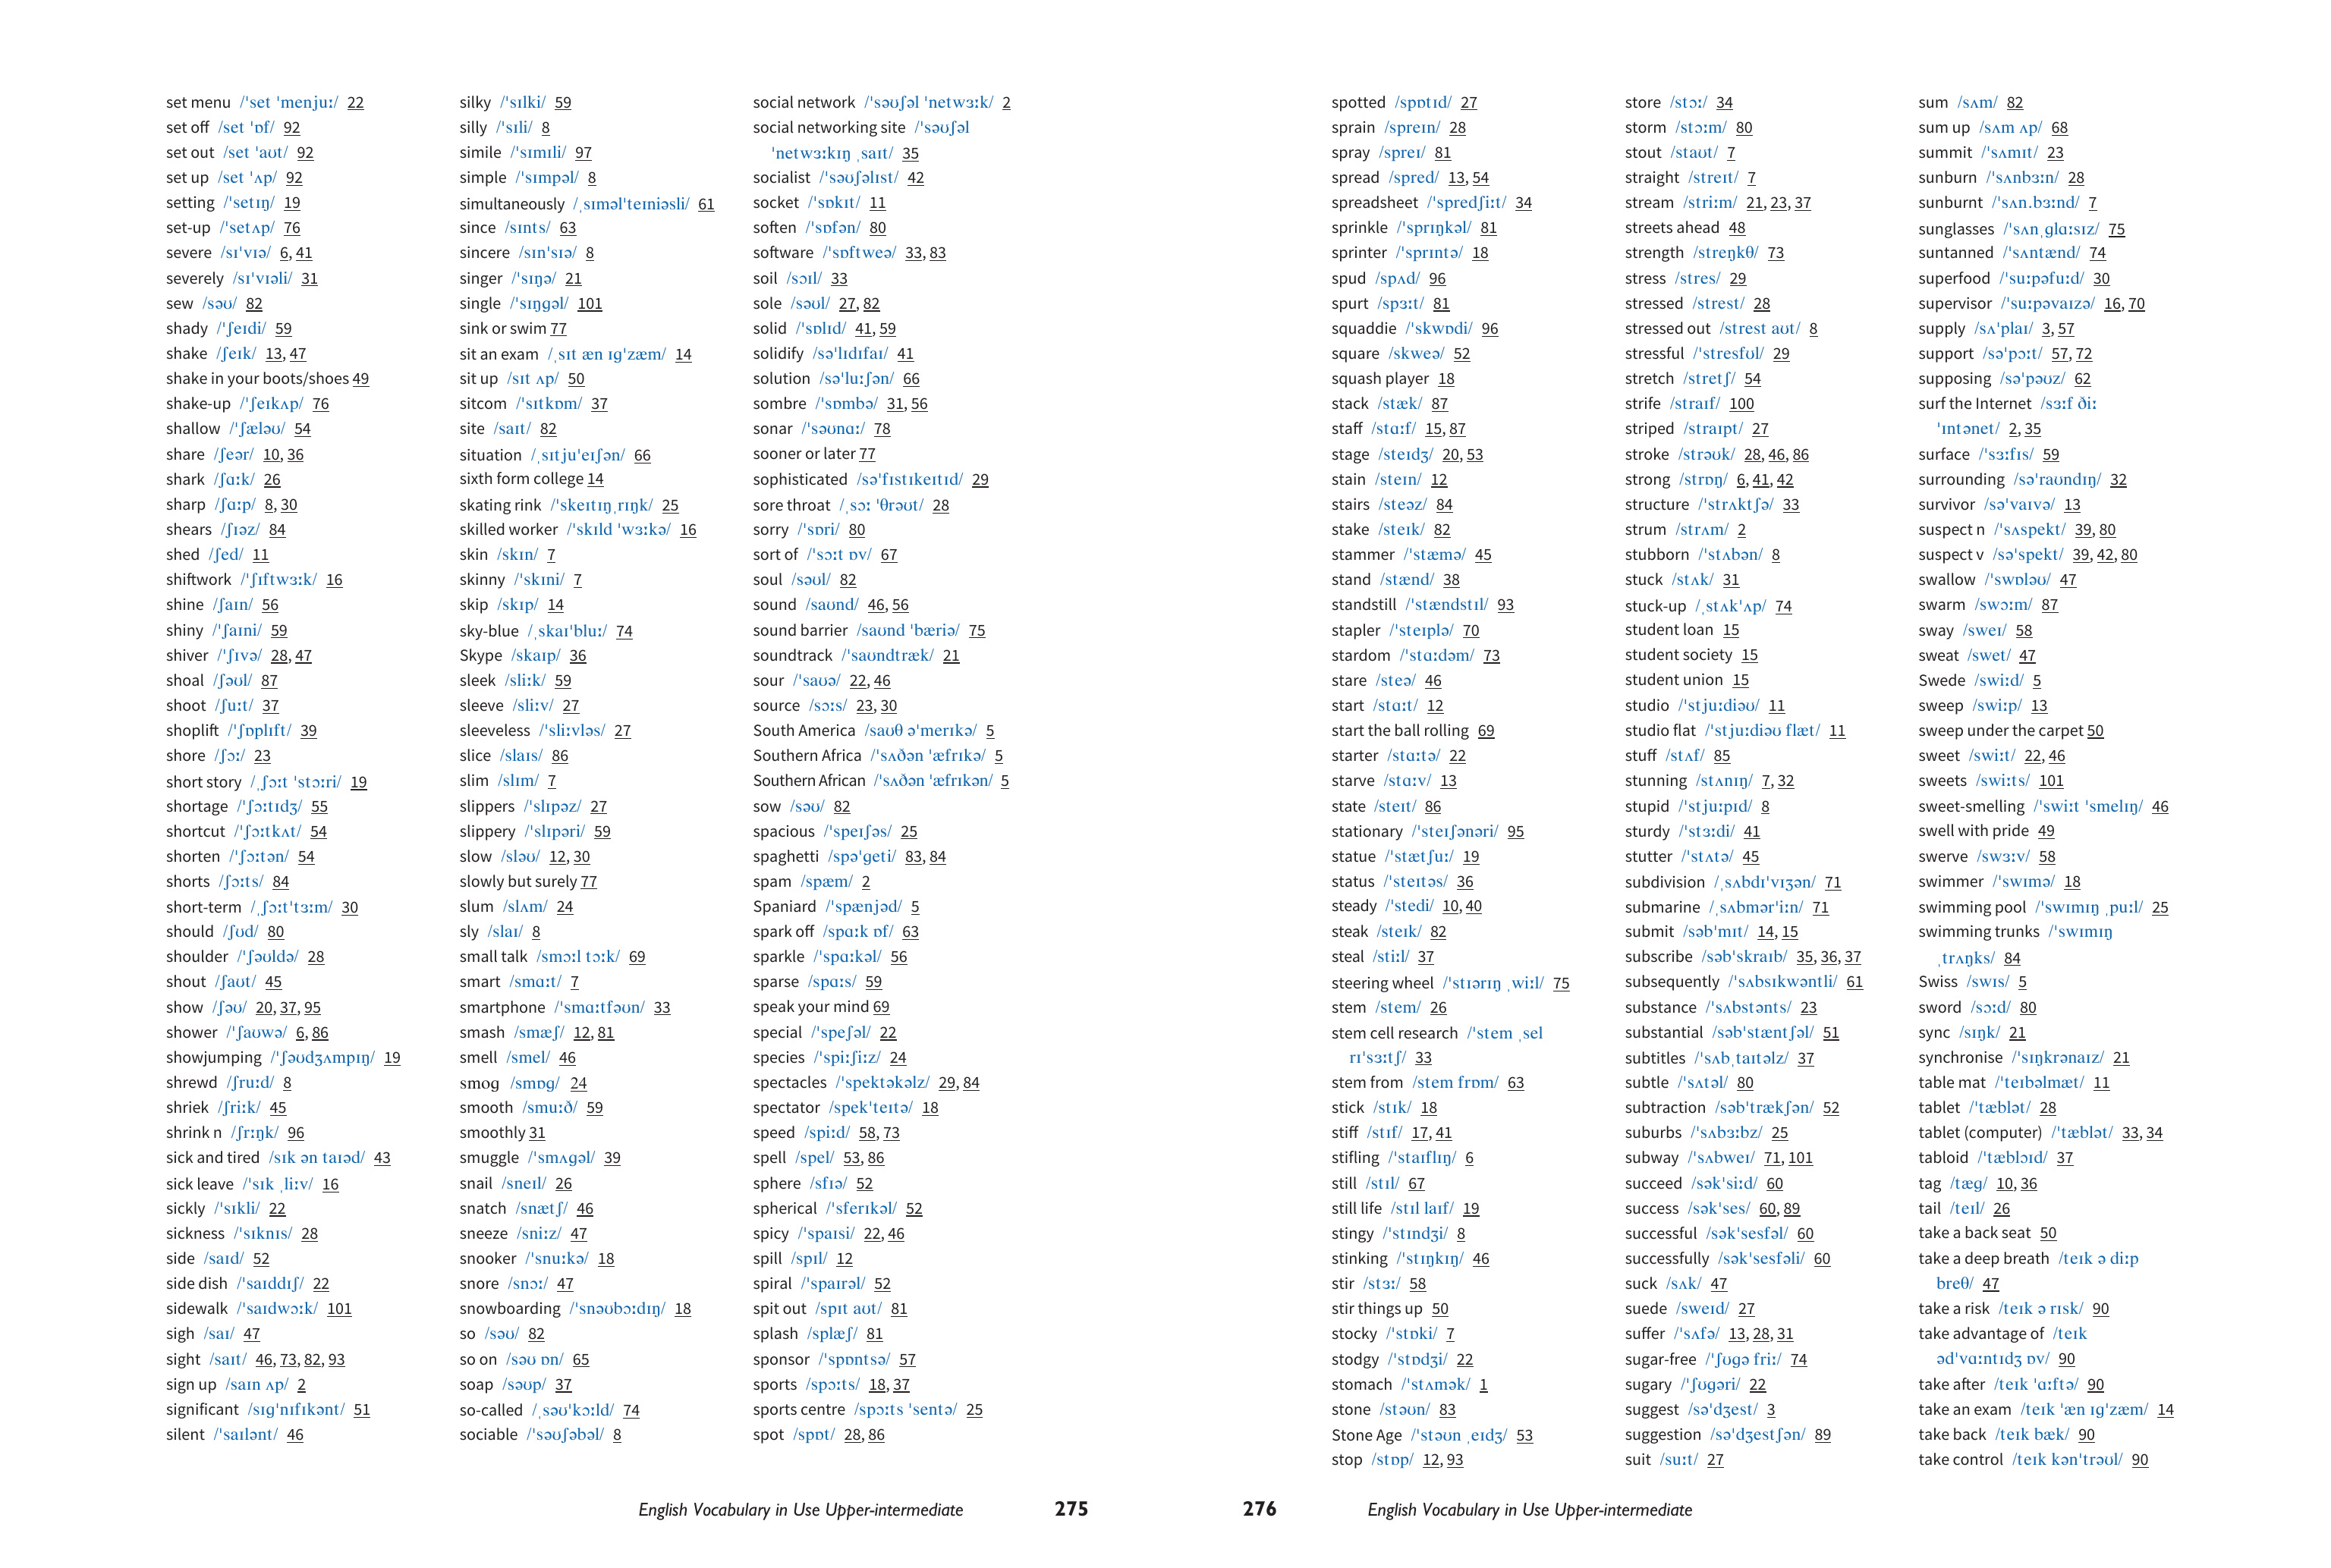 set menu /ˈset ˈmenjuː/ 22
set off /set ˈɒf/ 92
set out /set ˈaʊt/ 92
set up /set ˈʌp/ 92
setting /ˈsetɪŋ/ 19
set-up /ˈsetʌp/ 76
severe /sɪˈvɪə/ 6, 41
severely /sɪˈvɪəli/ 31
sew /səʊ/ 82
shady /ˈʃeɪdi/ 59
shake /ʃeɪk/ 13, 47
shake in your boots/shoes 49
shake-up /ˈʃeɪkʌp/ 76
shallow /ˈʃæləʊ/ 54
share /ʃeər/ 10, 36
shark /ʃɑːk/ 26
sharp /ʃɑːp/ 8, 30
shears /ʃɪəz/ 84
shed /ʃed/ 11
shiftwork /ˈʃɪftwɜːk/ 16
shine /ʃaɪn/ 56
shiny /ˈʃaɪni/ 59
shiver /ˈʃɪvə/ 28, 47
shoal /ʃəʊl/ 87
shoot /ʃuːt/ 37
shoplift /ˈʃɒplɪft/ 39
shore /ʃɔː/ 23
short story /ˌʃɔːt ˈstɔːri/ 19
shortage /ˈʃɔːtɪdʒ/ 55
shortcut /ˈʃɔːtkʌt/ 54
shorten /ˈʃɔːtən/ 54
shorts /ʃɔːts/ 84
short-term /ˌʃɔːtˈtɜːm/ 30
should /ʃʊd/ 80
shoulder /ˈʃəʊldə/ 28
shout /ʃaʊt/ 45
show /ʃəʊ/ 20, 37, 95
shower /ˈʃaʊwə/ 6, 86
showjumping /ˈʃəʊdʒʌmpɪŋ/ 19
shrewd /ʃruːd/ 8
shriek /ʃriːk/ 45
shrink n /ʃrɪŋk/ 96
sick and tired /sɪk ən taɪəd/ 43
sick leave /ˈsɪk ˌliːv/ 16
sickly /ˈsɪkli/ 22
sickness /ˈsɪknɪs/ 28
side /saɪd/ 52
side dish /ˈsaɪddɪʃ/ 22
sidewalk /ˈsaɪdwɔːk/ 101
sigh /saɪ/ 47
sight /saɪt/ 46, 73, 82, 93
sign up /saɪn ʌp/ 2
significant /sɪɡˈnɪfɪkənt/ 51
silent /ˈsaɪlənt/ 46
silky /ˈsɪlki/ 59
silly /ˈsɪli/ 8
simile /ˈsɪmɪli/ 97
simple /ˈsɪmpəl/ 8
simultaneously /ˌsɪməlˈteɪniəsli/ 61
since /sɪnts/ 63
sincere /sɪnˈsɪə/ 8
singer /ˈsɪŋə/ 21
single /ˈsɪŋɡəl/ 101
sink or swim 77
sit an exam /ˌsɪt æn ɪɡˈzæm/ 14
sit up /sɪt ʌp/ 50
sitcom /ˈsɪtkɒm/ 37
site /saɪt/ 82
situation /ˌsɪtjuˈeɪʃən/ 66
sixth form college 14
skating rink /ˈskeɪtɪŋˌrɪŋk/ 25
skilled worker /ˈskɪld ˈwɜːkə/ 16
skin /skɪn/ 7
skinny /ˈskɪni/ 7
skip /skɪp/ 14
sky-blue /ˌskaɪˈbluː/ 74
Skype /skaɪp/ 36
sleek /sliːk/ 59
sleeve /sliːv/ 27
sleeveless /ˈsliːvləs/ 27
slice /slaɪs/ 86
slim /slɪm/ 7
slippers /ˈslɪpəz/ 27
slippery /ˈslɪpəri/ 59
slow /sləʊ/ 12, 30
slowly but surely 77
slum /slʌm/ 24
sly /slaɪ/ 8
small talk /smɔːl tɔːk/ 69
smart /smɑːt/ 7
smartphone /ˈsmɑːtfəʊn/ 33
smash /smæʃ/ 12, 81
smell /smel/ 46
smog /smɒɡ/ 24
smooth /smuːð/ 59
smoothly 31
smuggle /ˈsmʌɡəl/ 39
snail /sneɪl/ 26
snatch /snætʃ/ 46
sneeze /sniːz/ 47
snooker /ˈsnuːkə/ 18
snore /snɔː/ 47
snowboarding /ˈsnəʊbɔːdɪŋ/ 18
so /səʊ/ 82
so on /səʊ ɒn/ 65
soap /səʊp/ 37
so-called /ˌsəʊˈkɔːld/ 74
sociable /ˈsəʊʃəbəl/ 8
social network /ˈsəʊʃəl ˈnetwɜːk/ 2
social networking site /ˈsəʊʃəl
ˈnetwɜːkɪŋ ˌsaɪt/ 35
socialist /ˈsəʊʃəlɪst/ 42
socket /ˈsɒkɪt/ 11
soften /ˈsɒfən/ 80
software /ˈsɒftweə/ 33, 83
soil /sɔɪl/ 33
sole /səʊl/ 27, 82
solid /ˈsɒlɪd/ 41, 59
solidify /səˈlɪdɪfaɪ/ 41
solution /səˈluːʃən/ 66
sombre /ˈsɒmbə/ 31, 56
sonar /ˈsəʊnɑː/ 78
sooner or later 77
sophisticated /səˈfɪstɪkeɪtɪd/ 29
sore throat /ˌsɔː ˈθrəʊt/ 28
sorry /ˈsɒri/ 80
sort of /ˈsɔːt ɒv/ 67
soul /səʊl/ 82
sound /saʊnd/ 46, 56
sound barrier /saʊnd ˈbæriə/ 75
soundtrack /ˈsaʊndtræk/ 21
sour /ˈsaʊə/ 22, 46
source /sɔːs/ 23, 30
South America /saʊθ əˈmerɪkə/ 5
Southern Africa /ˈsʌðən ˈæfrɪkə/ 5
Southern African /ˈsʌðən ˈæfrɪkən/ 5
sow /səʊ/ 82
spacious /ˈspeɪʃəs/ 25
spaghetti /spəˈɡeti/ 83, 84
spam /spæm/ 2
Spaniard /ˈspænjəd/ 5
spark off /spɑːk ɒf/ 63
sparkle /ˈspɑːkəl/ 56
sparse /spɑːs/ 59
speak your mind 69
special /ˈspeʃəl/ 22
species /ˈspiːʃiːz/ 24
spectacles /ˈspektəkəlz/ 29, 84
spectator /spekˈteɪtə/ 18
speed /spiːd/ 58, 73
spell /spel/ 53, 86
sphere /sfɪə/ 52
spherical /ˈsferɪkəl/ 52
spicy /ˈspaɪsi/ 22, 46
spill /spɪl/ 12
spiral /ˈspaɪrəl/ 52
spit out /spɪt aʊt/ 81
splash /splæʃ/ 81
sponsor /ˈspɒntsə/ 57
sports /spɔːts/ 18, 37
sports centre /spɔːts ˈsentə/ 25
spot /spɒt/ 28, 86
English Vocabulary in Use Upper-intermediate 275
spotted /spɒtɪd/ 27
sprain /spreɪn/ 28
spray /spreɪ/ 81
spread /spred/ 13, 54
spreadsheet /ˈspredʃiːt/ 34
sprinkle /ˈsprɪŋkəl/ 81
sprinter /ˈsprɪntə/ 18
spud /spʌd/ 96
spurt /spɜːt/ 81
squaddie /ˈskwɒdi/ 96
square /skweə/ 52
squash player 18
stack /stæk/ 87
staff /stɑːf/ 15, 87
stage /steɪdʒ/ 20, 53
stain /steɪn/ 12
stairs /steəz/ 84
stake /steɪk/ 82
stammer /ˈstæmə/ 45
stand /stænd/ 38
standstill /ˈstændstɪl/ 93
stapler /ˈsteɪplə/ 70
stardom /ˈstɑːdəm/ 73
stare /steə/ 46
start /stɑːt/ 12
start the ball rolling 69
starter /stɑːtə/ 22
starve /stɑːv/ 13
state /steɪt/ 86
stationary /ˈsteɪʃənəri/ 95
statue /ˈstætʃuː/ 19
status /ˈsteɪtəs/ 36
steady /ˈstedi/ 10, 40
steak /steɪk/ 82
steal /stiːl/ 37
steering wheel /ˈstɪərɪŋ ˌwiːl/ 75
stem /stem/ 26
stem cell research /ˈstem ˌsel
rɪˈsɜːtʃ/ 33
stem from /stem frɒm/ 63
stick /stɪk/ 18
stiff /stɪf/ 17, 41
stifling /ˈstaɪflɪŋ/ 6
still /stɪl/ 67
still life /stɪl laɪf/ 19
stingy /ˈstɪndʒi/ 8
stinking /ˈstɪŋkɪŋ/ 46
stir /stɜː/ 58
stir things up 50
stocky /ˈstɒki/ 7
stodgy /ˈstɒdʒi/ 22
stomach /ˈstʌmək/ 1
stone /stəʊn/ 83
Stone Age /ˈstəʊn ˌeɪdʒ/ 53
stop /stɒp/ 12, 93
store /stɔː/ 34
storm /stɔːm/ 80
stout /staʊt/ 7
straight /streɪt/ 7
stream /striːm/ 21, 23, 37
streets ahead 48
strength /streŋkθ/ 73
stress /stres/ 29
stressed /strest/ 28
stressed out /strest aʊt/ 8
stressful /ˈstresfʊl/ 29
stretch /stretʃ/ 54
strife /straɪf/ 100
striped /straɪpt/ 27
stroke /strəʊk/ 28, 46, 86
strong /strɒŋ/ 6, 41, 42
structure /ˈstrʌktʃə/ 33
strum /strʌm/ 2
stubborn /ˈstʌbən/ 8
stuck /stʌk/ 31
stuck-up /ˌstʌkˈʌp/ 74
student loan 15
student society 15
student union 15
studio /ˈstjuːdiəʊ/ 11
studio flat /ˈstjuːdiəʊ flæt/ 11
stuff /stʌf/ 85
stunning /stʌnɪŋ/ 7, 32
stupid /ˈstjuːpɪd/ 8
sturdy /ˈstɜːdi/ 41
stutter /ˈstʌtə/ 45
subdivision /ˌsʌbdɪˈvɪʒən/ 71
submarine /ˌsʌbmərˈiːn/ 71
submit /səbˈmɪt/ 14, 15
subscribe /səbˈskraɪb/ 35, 36, 37
subsequently /ˈsʌbsɪkwəntli/ 61
substance /ˈsʌbstənts/ 23
substantial /səbˈstæntʃəl/ 51
subtitles /ˈsʌbˌtaɪtəlz/ 37
subtle /ˈsʌtəl/ 80
subtraction /səbˈtrækʃən/ 52
suburbs /ˈsʌbɜːbz/ 25
subway /ˈsʌbweɪ/ 71, 101
succeed /səkˈsiːd/ 60
success /səkˈses/ 60, 89
successful /səkˈsesfəl/ 60
successfully /səkˈsesfəli/ 60
suck /sʌk/ 47
suede /sweɪd/ 27
suffer /ˈsʌfə/ 13, 28, 31
sugar-free /ˈʃʊɡə friː/ 74
sugary /ˈʃʊɡəri/ 22
suggest /səˈdʒest/ 3
suggestion /səˈdʒestʃən/ 89
suit /suːt/ 27
sum /sʌm/ 82
sum up /sʌm ʌp/ 68
summit /ˈsʌmɪt/ 23
sunburn /ˈsʌnbɜːn/ 28
sunburnt /ˈsʌn.bɜːnd/ 7
sunglasses /ˈsʌnˌɡlɑːsɪz/ 75
suntanned /ˈsʌntænd/ 74
superfood /ˈsuːpəfuːd/ 30
supervisor /ˈsuːpəvaɪzə/ 16, 70
supply /sʌˈplaɪ/ 3, 57
support /səˈpɔːt/ 57, 72
supposing /səˈpəʊz/ 62
surf the Internet /sɜːf ðiː
ˈɪntənet/ 2, 35
surface /ˈsɜːfɪs/ 59
surrounding /səˈraʊndɪŋ/ 32
survivor /səˈvaɪvə/ 13
suspect n /ˈsʌspekt/ 39, 80
suspect v /səˈspekt/ 39, 42, 80
swallow /ˈswɒləʊ/ 47
swarm /swɔːm/ 87
sway /sweɪ/ 58
sweat /swet/ 47
Swede /swiːd/ 5
sweep /swiːp/ 13
sweep under the carpet 50
sweet /swiːt/ 22, 46
sweets /swiːts/ 101
sweet-smelling /ˈswiːt ˈsmelɪŋ/ 46
swell with pride 49
swerve /swɜːv/ 58
swimmer /ˈswɪmə/ 18
swimming pool /ˈswɪmɪŋ ˌpuːl/ 25
swimming trunks /ˈswɪmɪŋ
ˌtrʌŋks/ 84
Swiss /swɪs/ 5
sword /sɔːd/ 80
sync /sɪŋk/ 21
synchronise /ˈsɪŋkrənaɪz/ 21
table mat /ˈteɪbəlmæt/ 11
tablet /ˈtæblət/ 28
tablet (computer) /ˈtæblət/ 33, 34
tabloid /ˈtæblɔɪd/ 37
tag /tæɡ/ 10, 36
tail /teɪl/ 26
take a back seat 50
take a deep breath /teɪk ə diːp
breθ/ 47
take a risk /teɪk ə rɪsk/ 90
take advantage of /teɪk
ədˈvɑːntɪdʒ ɒv/ 90
take after /teɪk ˈɑːftə/ 90
take an exam /teɪk ˈæn ɪɡˈzæm/ 14
take back /teɪk bæk/ 90
take control /teɪk kənˈtrəʊl/ 90
276 English Vocabulary in Use Upper-intermediate